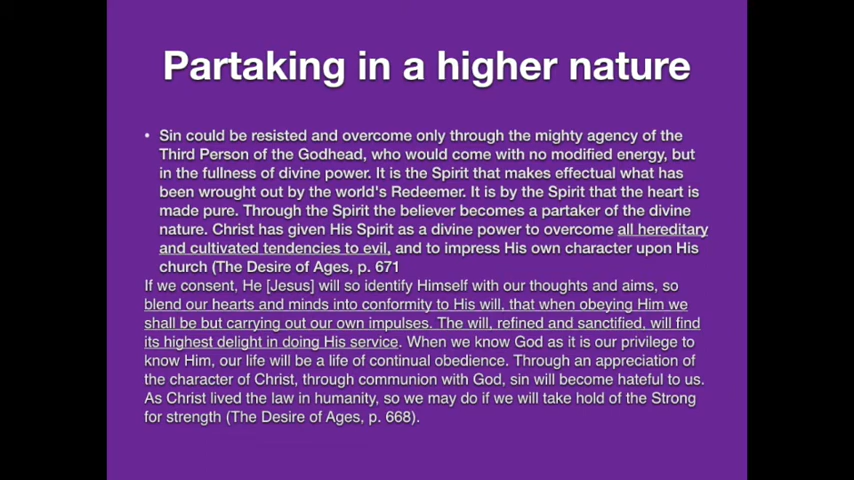 Partaking in a higher nature
• Sin could be resisted and overcome only through the mighty agency of the
Third Person of the Godhead, who would come with no modified energy, but
in the fullness of divine power. It is the Spirit that makes effectual what has
been wrought out by the world's Redeemer. It is by the Spirit that the heart is
made pure. Through the Spirit the believer becomes a partaker of the divine
nature. Christ has given His Spirit as a divine power to overcome all hereditary
and cultivated tendencies to evil, and to impress His own character upon His
church (The Desire of Ages, p. 671
If we consent, He [Jesus] will so identify Himself with our thoughts and aims, so
blend our hearts and minds into conformity to His will, that when obeying Him we
shall be but carrying out our own impulses. The will, refined and sanctified, will find
its highest delight in doing His service. When we know God as it is our privilege to
know Him, our life will be a life of continual obedience. Through an appreciation of
the character of Christ, through communion with God, sin will become hateful to us.
As Christ lived the law in humanity, so we may do if we will take hold of the Strong
for strength (The Desire of Ages, p. 668).